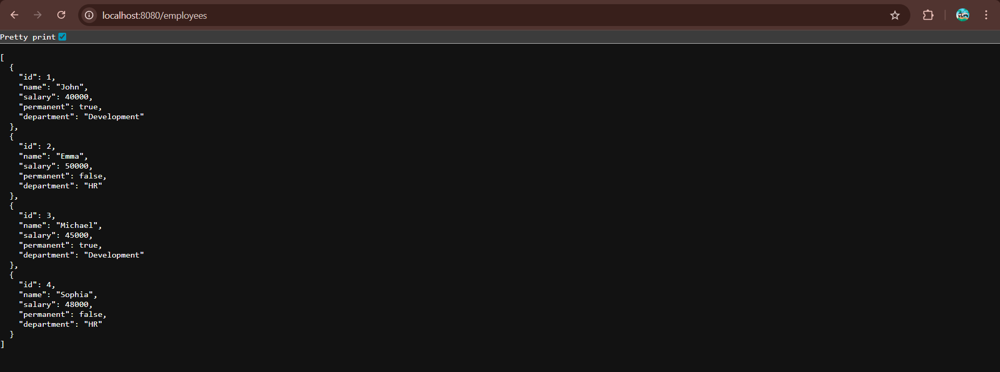 localhost:8080/employees
Pretty print
[
  {
    "id": 1,
    "name": "John",
    "salary": 40000,
    "permanent": true,
    "department": "Development"
  },
  {
    "id": 2,
    "name": "Emma",
    "salary": 50000,
    "permanent": false,
    "department": "HR"
  },
  {
    "id": 3,
    "name": "Michael",
    "salary": 45000,
    "permanent": true,
    "department": "Development"
  },
  {
    "id": 4,
    "name": "Sophia",
    "salary": 48000,
    "permanent": false,
    "department": "HR"
  }
]